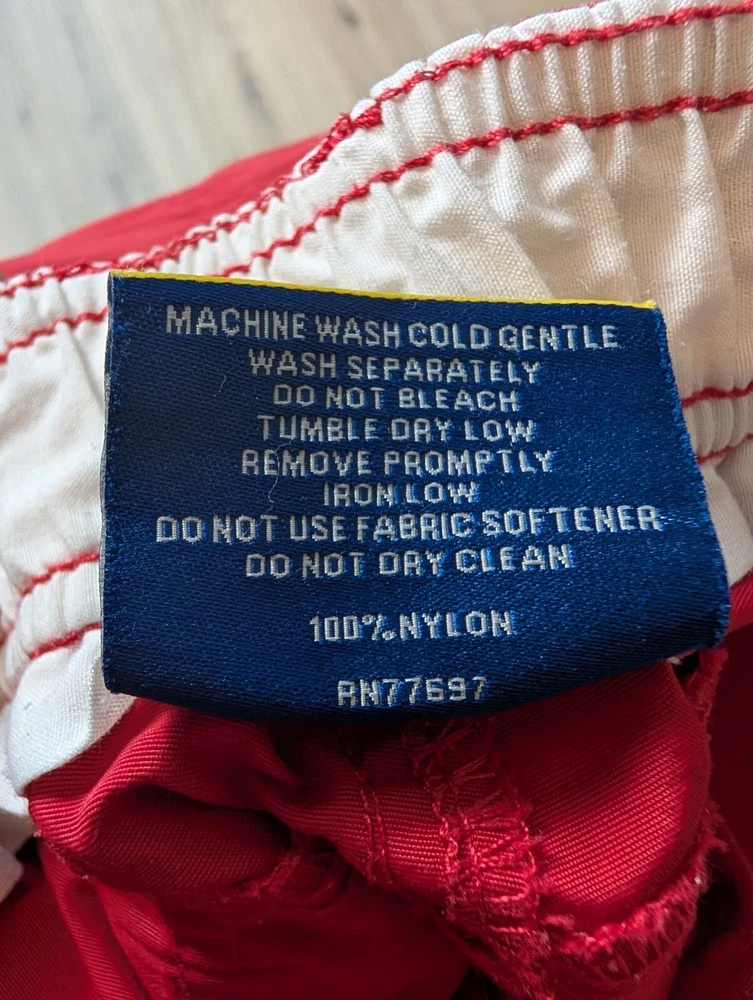 MACHINE WASH COLD GENTLE
WASH SEPARATELY
DO NOT BLEACH
TUMBLE DRY LOW
REMOVE PROMPTLY
IRON LOW
DO NOT USE FABRIC SOFTENER
DO NOT DRY CLEAN
100% NYLON
RN77697